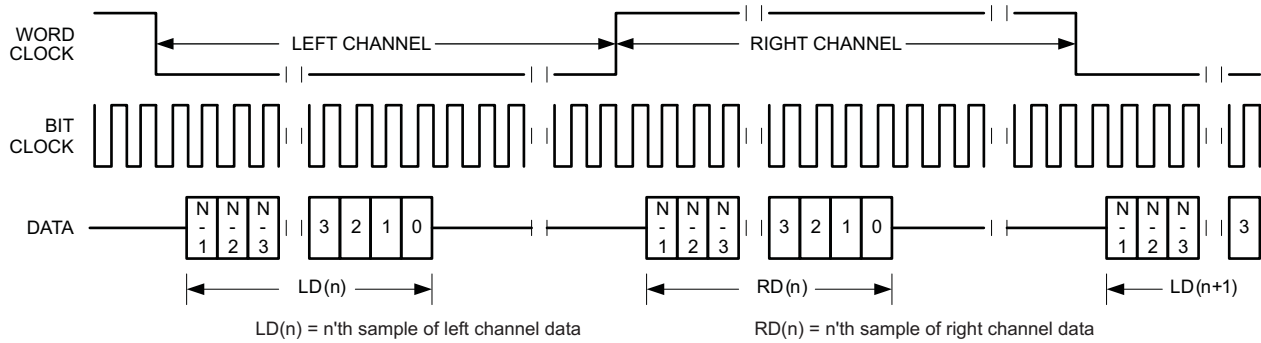 WORD
CLOCK
LEFT CHANNEL
RIGHT CHANNEL
BIT
CLOCK
DATA
N-1 N-2 N-3 3 2 1 0 N-1 N-2 N-3 3 2 1 0 N-1 N-2 N-3 3
LD(n) RD(n) LD(n+1)
LD(n) = n'th sample of left channel data
RD(n) = n'th sample of right channel data